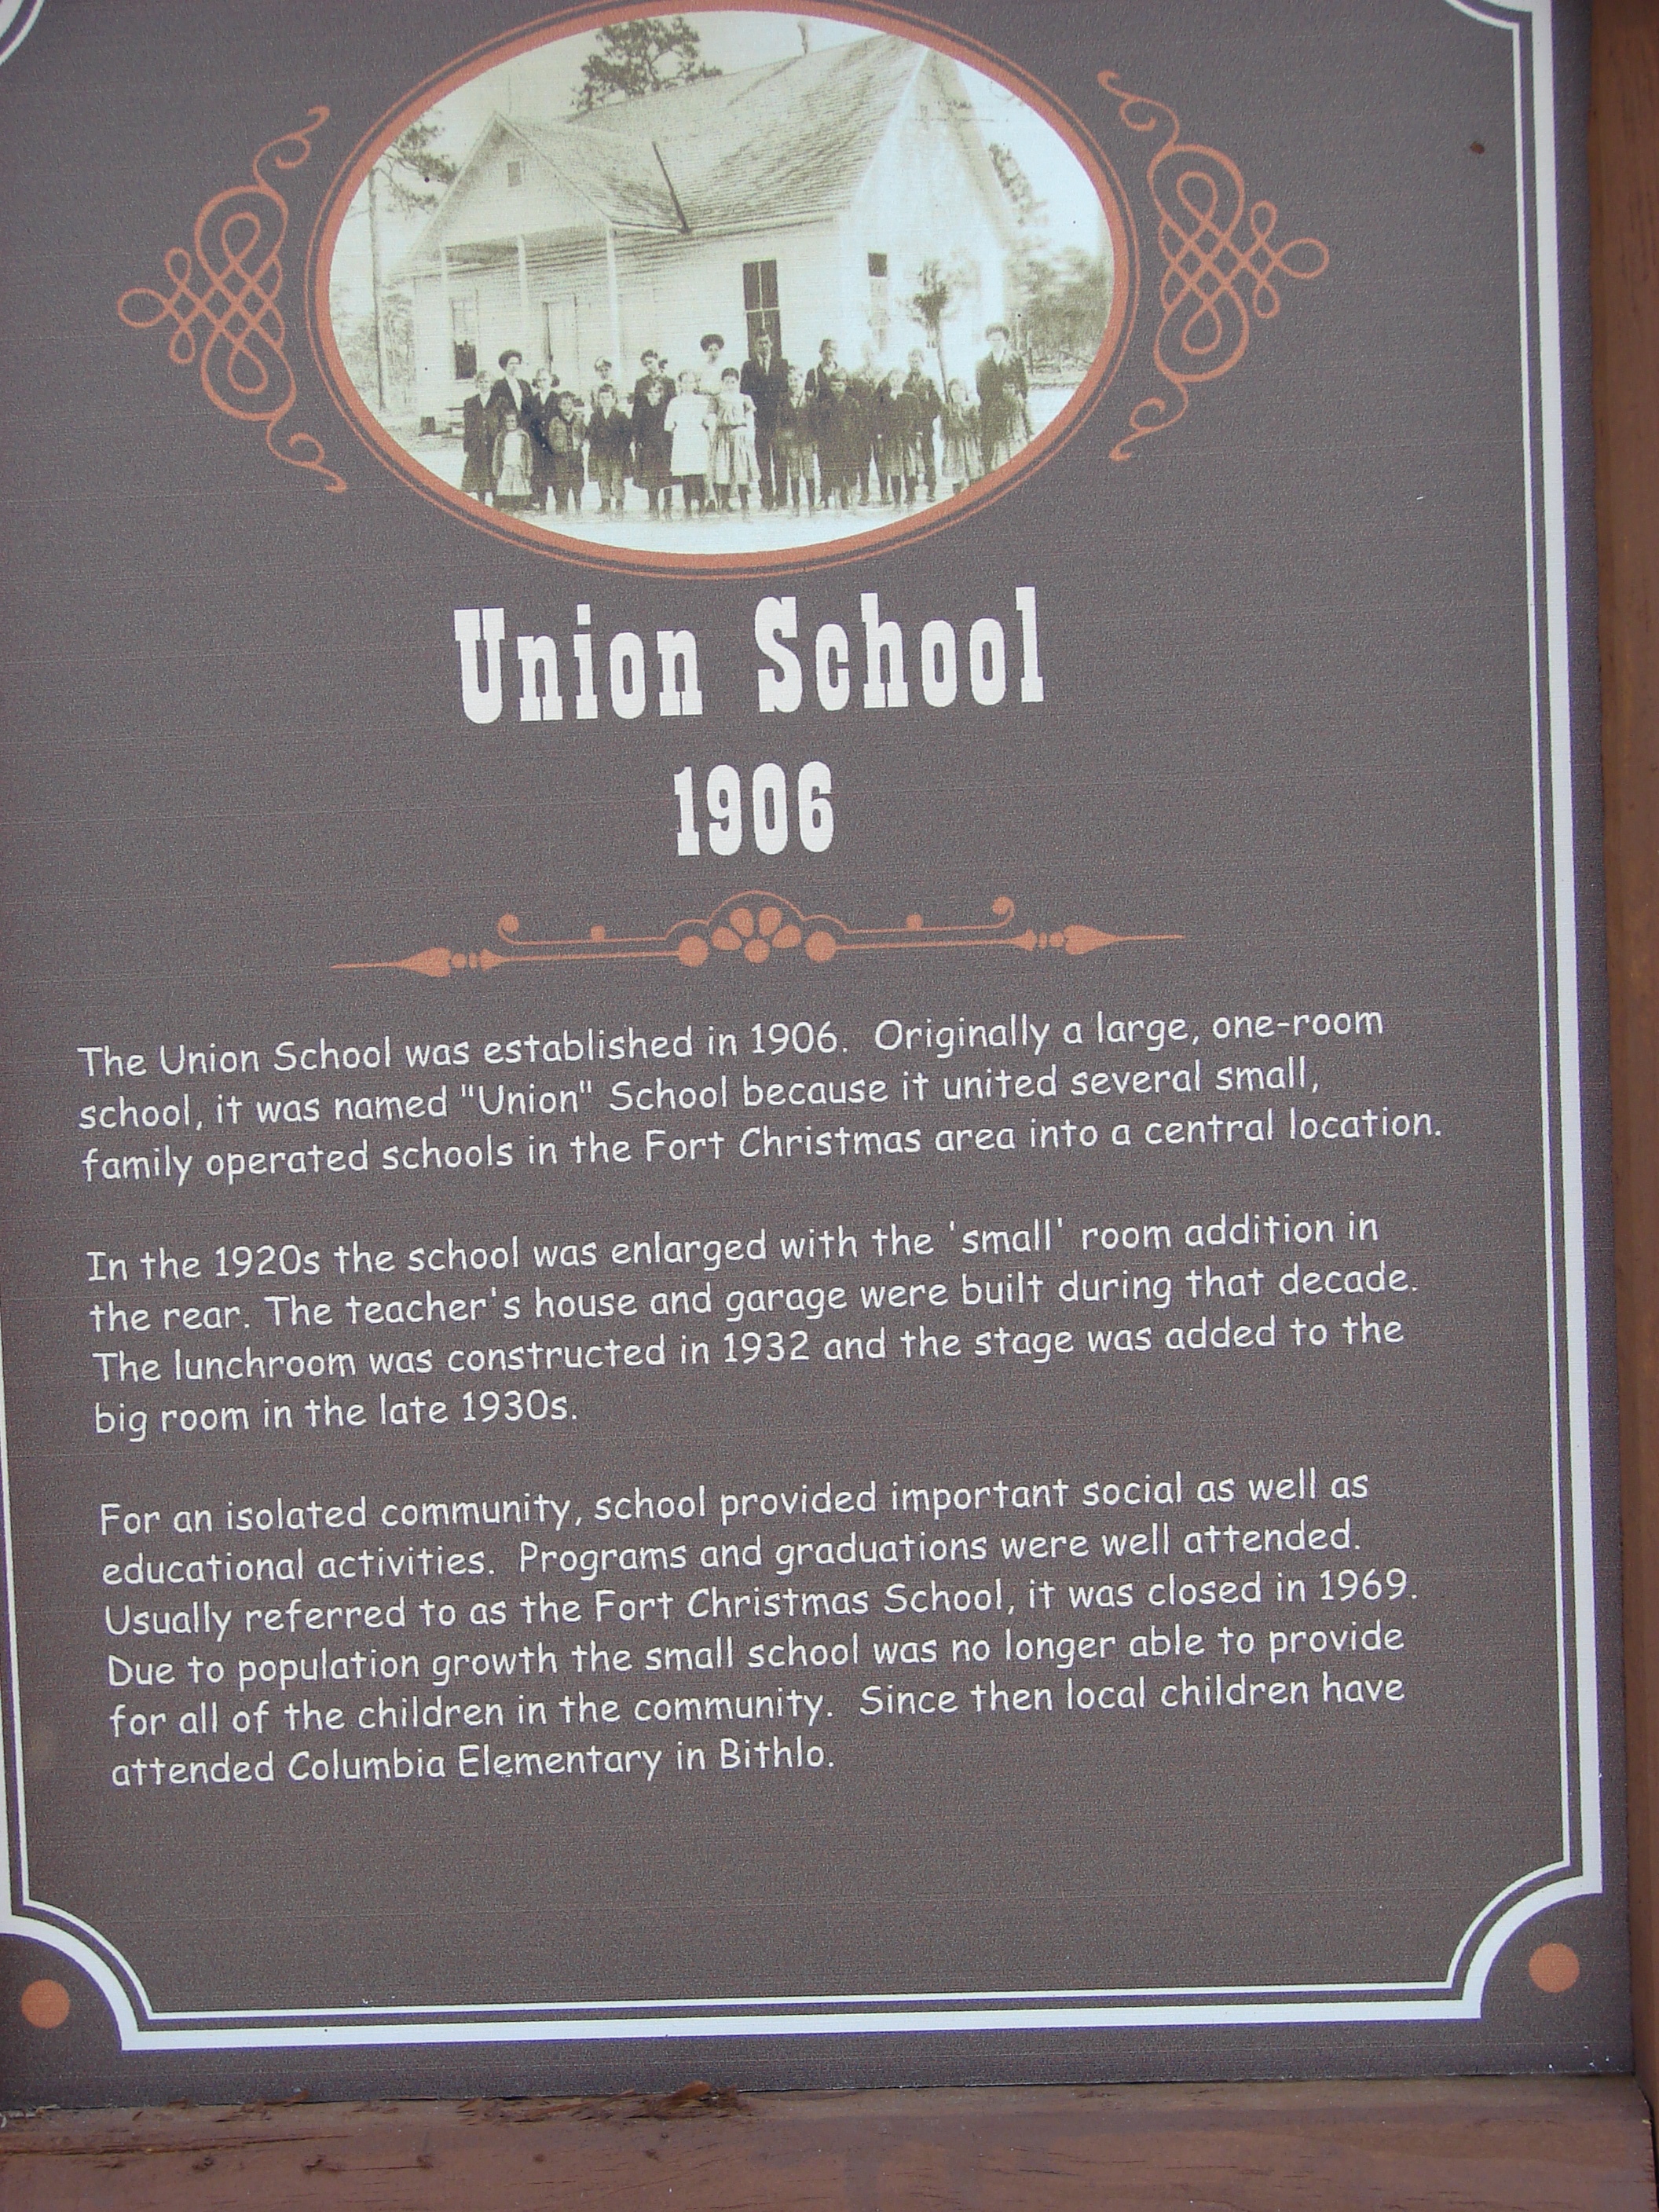 Union School
1906
The Union School was established in 1906. Originally a large, one-room
school, it was named "Union" School because it united several small,
family operated schools in the Fort Christmas area into a central location.
In the 1920s the school was enlarged with the 'small' room addition in
the rear. The teacher's house and garage were built during that decade.
The lunchroom was constructed in 1932 and the stage was added to the
big room in the late 1930s.
For an isolated community, school provided important social as well as
educational activities. Programs and graduations were well attended.
Usually referred to as the Fort Christmas School, it was closed in 1969.
Due to population growth the small school was no longer able to provide
for all of the children in the community. Since then local children have
attended Columbia Elementary in Bithlo.